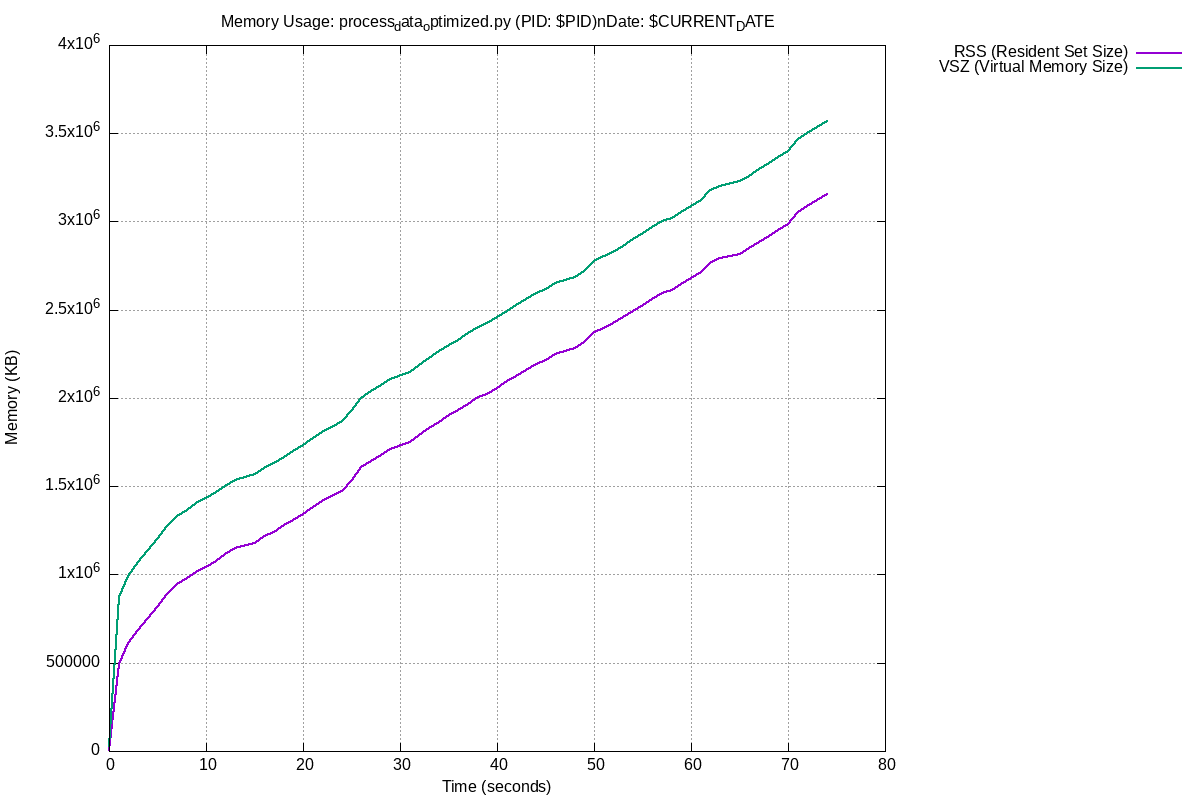 Memory Usage: process_data_optimized.py (PID: $PID)nDate: $CURRENT_DATE
RSS (Resident Set Size)
VSZ (Virtual Memory Size)
4x10^6
3.5x10^6
3x10^6
2.5x10^6
2x10^6
1.5x10^6
1x10^6
500000
0
Memory (KB)
0 10 20 30 40 50 60 70 80
Time (seconds)